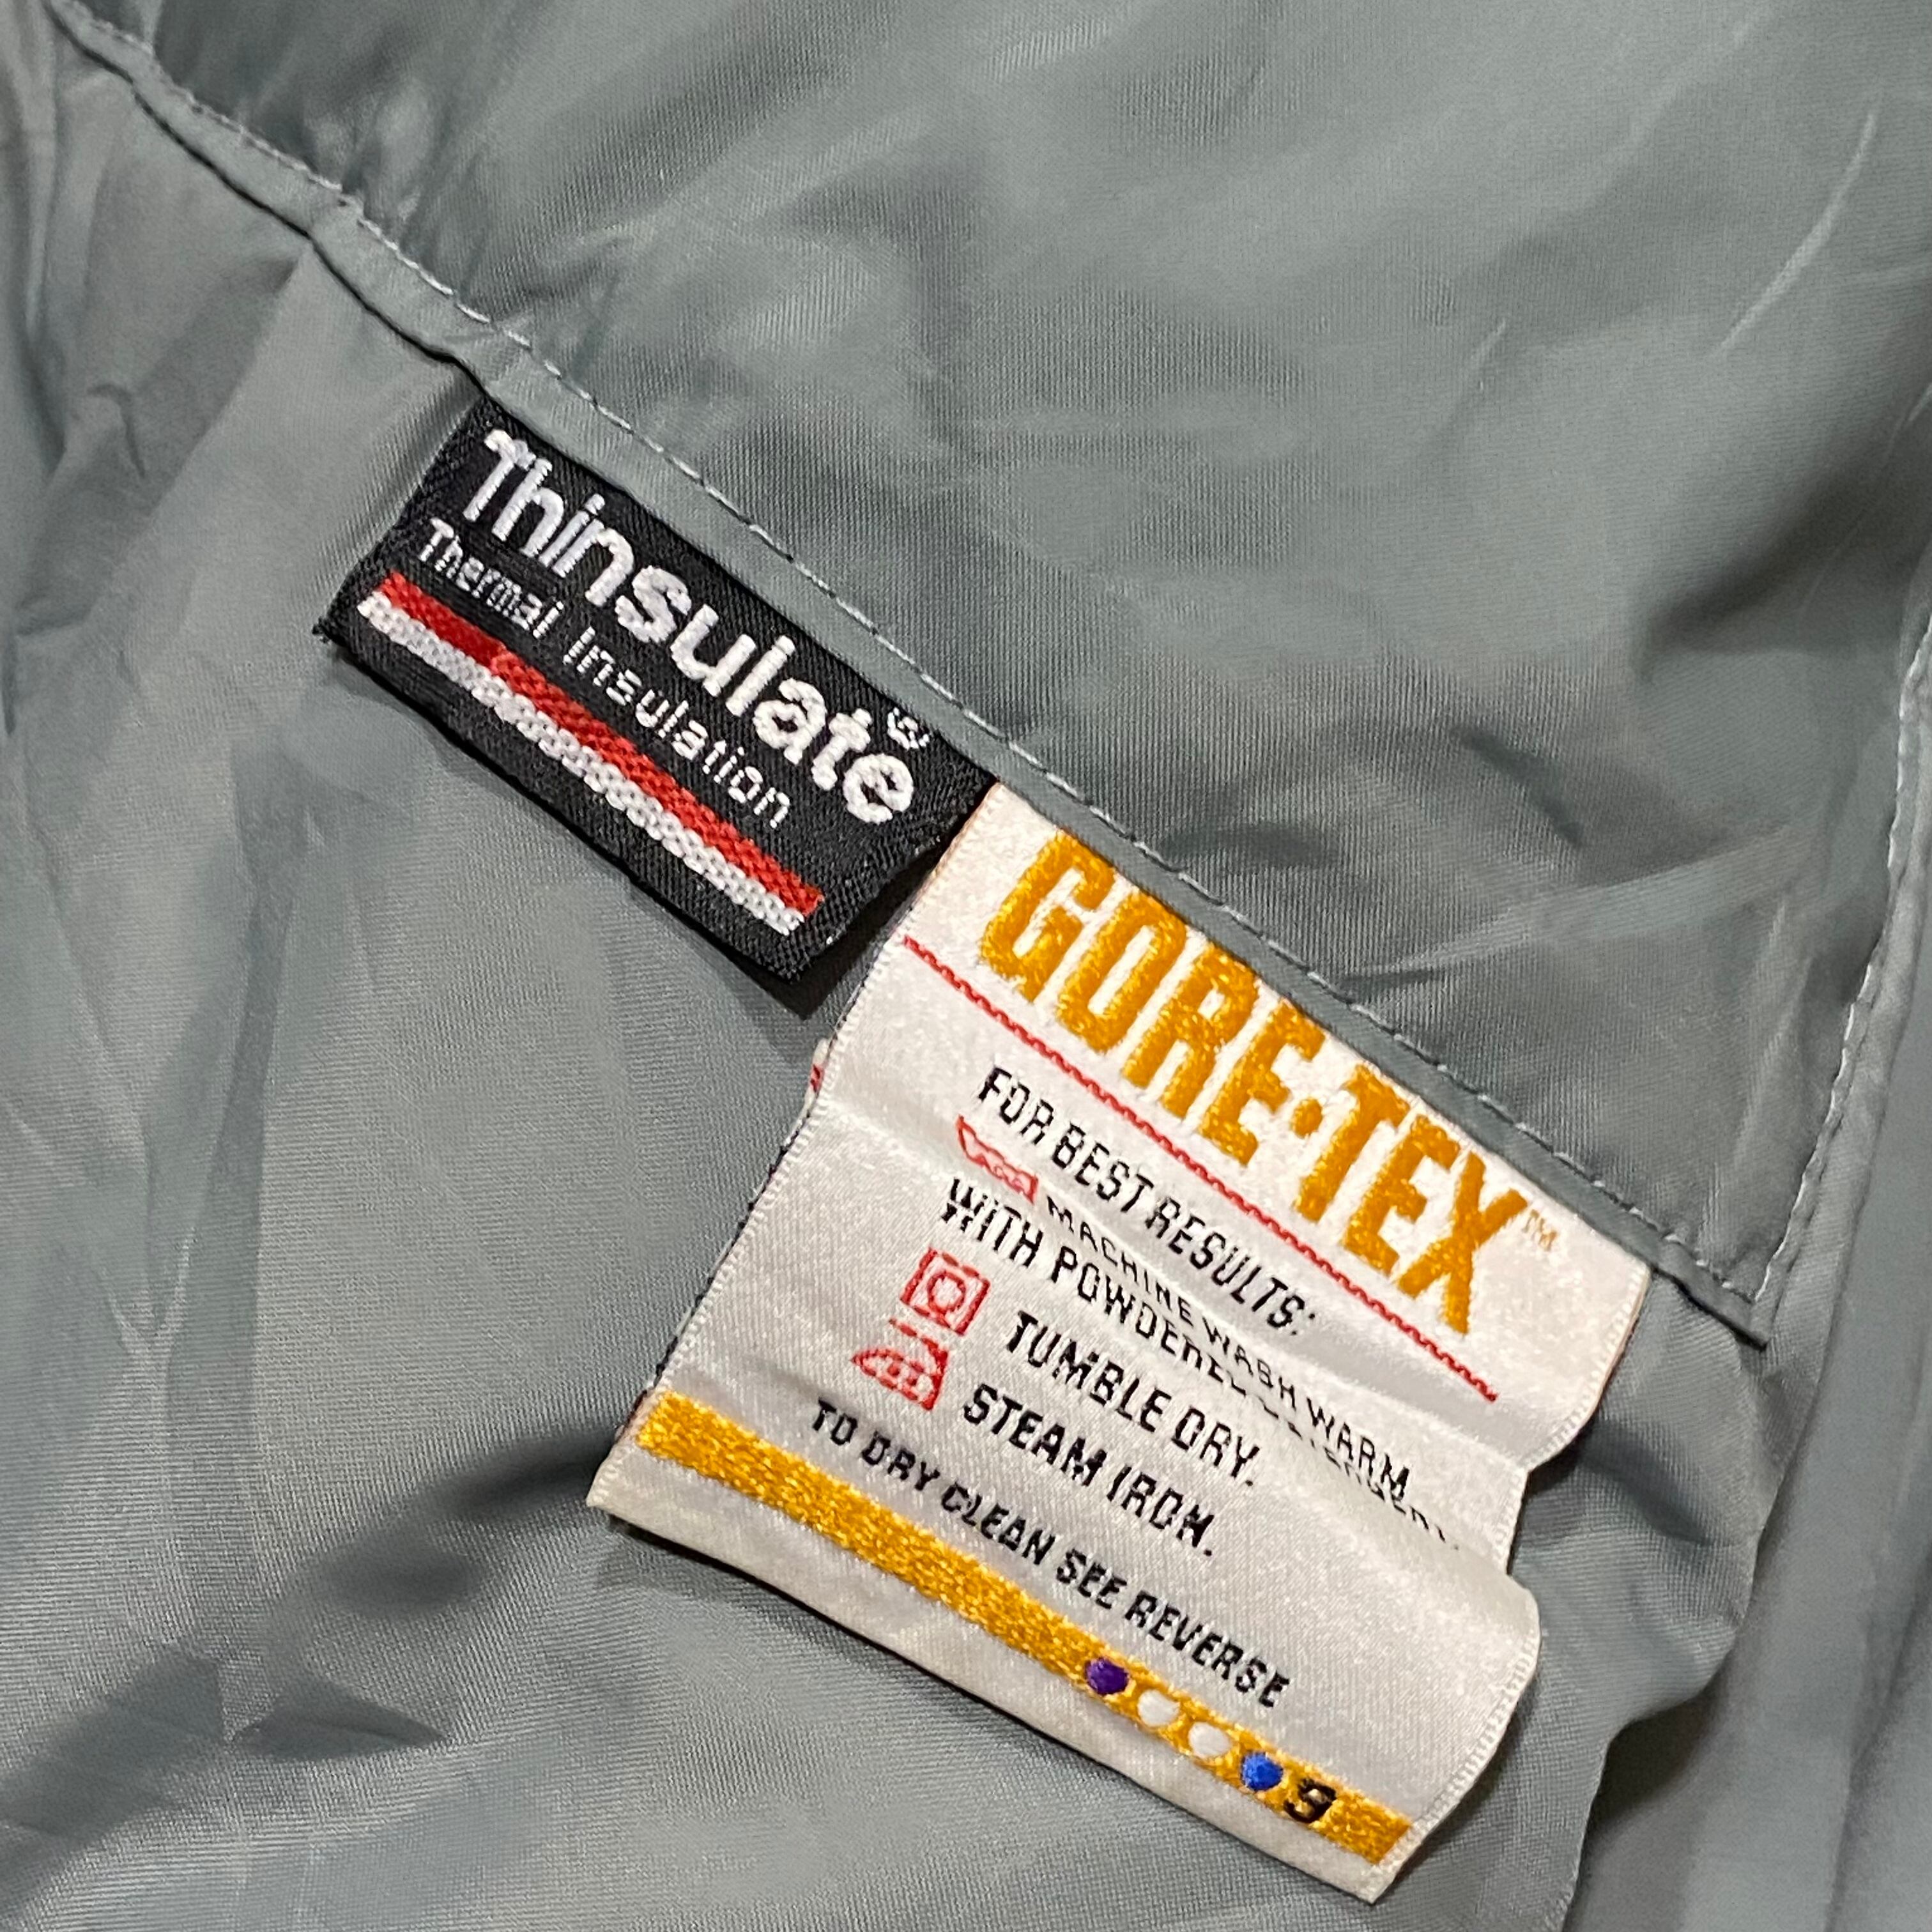 Thinsulate
Thermal Insulation
GORE·TEX™
FOR BEST RESULTS:
MACHINE WASH WARM
WITH POWDERED DETERGENT.
TUMBLE DRY.
STEAM IRON.
TO DRY CLEAN SEE REVERSE
9